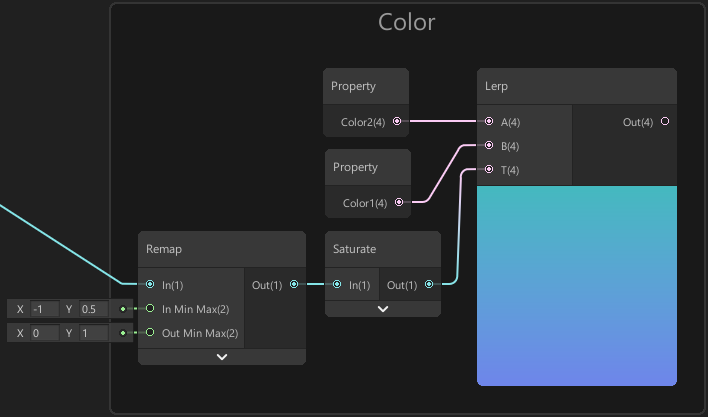 Color
Property
Color2(4)
Property
Color1(4)
Lerp
A(4)
Out(4)
B(4)
T(4)
Remap
In(1)
Out(1)
In Min Max(2)
Out Min Max(2)
X -1 Y 0.5
X 0 Y 1
Saturate
In(1)
Out(1)